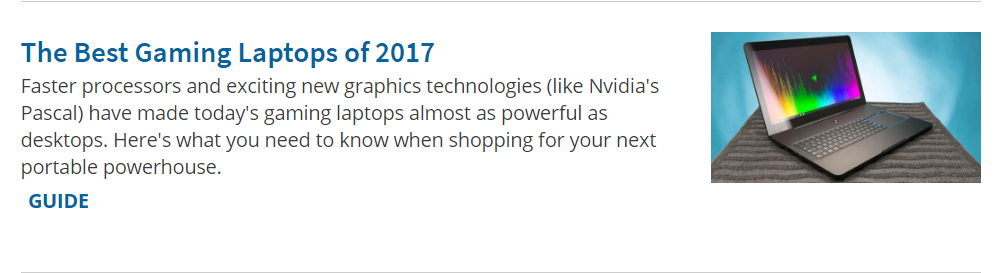 The Best Gaming Laptops of 2017
Faster processors and exciting new graphics technologies (like Nvidia's
Pascal) have made today's gaming laptops almost as powerful as
desktops. Here's what you need to know when shopping for your next
portable powerhouse.
GUIDE